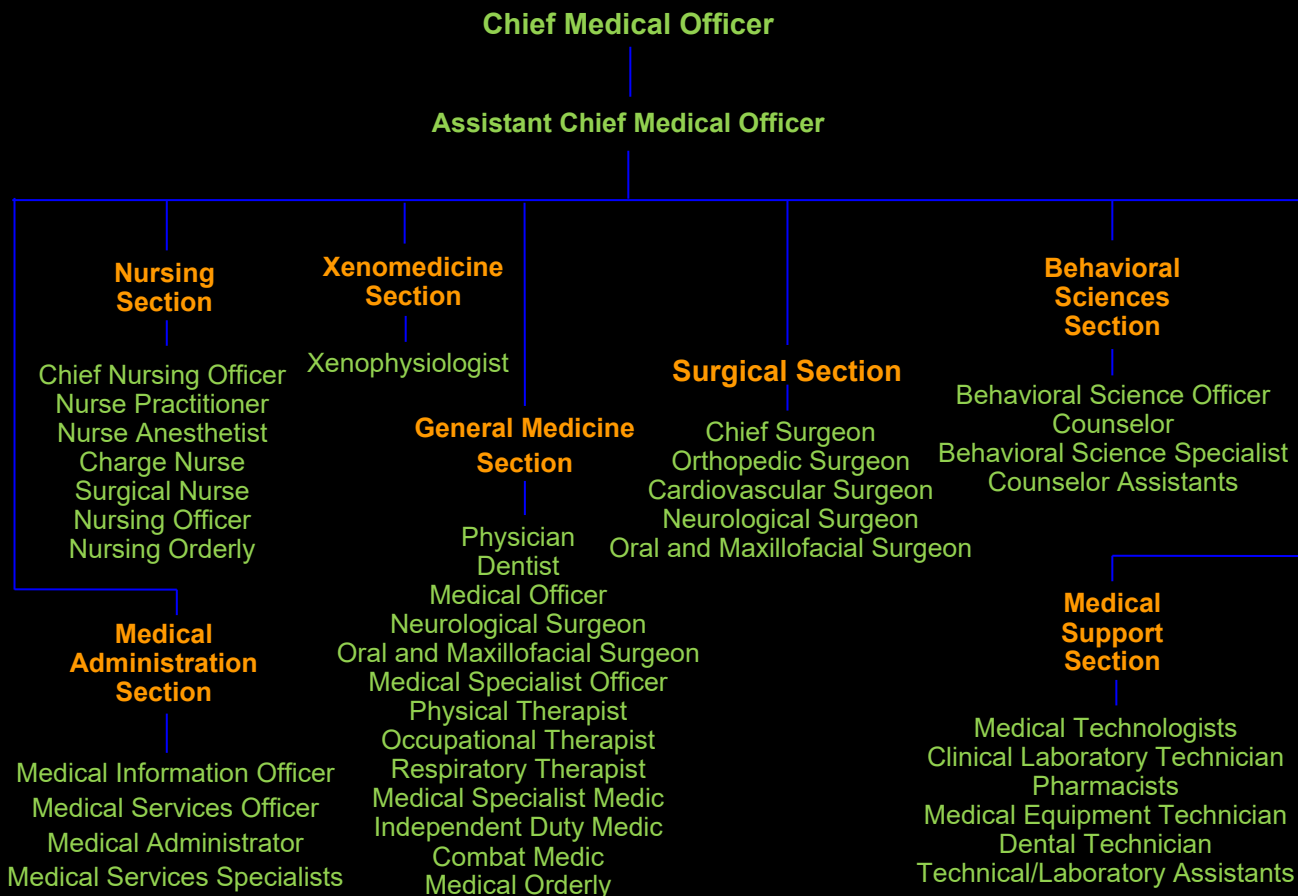 Chief Medical Officer
Assistant Chief Medical Officer
Nursing
Section
Chief Nursing Officer
Nurse Practitioner
Nurse Anesthetist
Charge Nurse
Surgical Nurse
Nursing Officer
Nursing Orderly
Xenomedicine
Section
Xenophysiologist
General Medicine
Section
Physician
Dentist
Medical Officer
Neurological Surgeon
Oral and Maxillofacial Surgeon
Medical Specialist Officer
Physical Therapist
Occupational Therapist
Respiratory Therapist
Medical Specialist Medic
Independent Duty Medic
Combat Medic
Medical Orderly
Surgical Section
Chief Surgeon
Orthopedic Surgeon
Cardiovascular Surgeon
Neurological Surgeon
Oral and Maxillofacial Surgeon
Behavioral
Sciences
Section
Behavioral Science Officer
Counselor
Behavioral Science Specialist
Counselor Assistants
Medical
Administration
Section
Medical Information Officer
Medical Services Officer
Medical Administrator
Medical Services Specialists
Medical
Support
Section
Medical Technologists
Clinical Laboratory Technician
Pharmacists
Medical Equipment Technician
Dental Technician
Technical/Laboratory Assistants